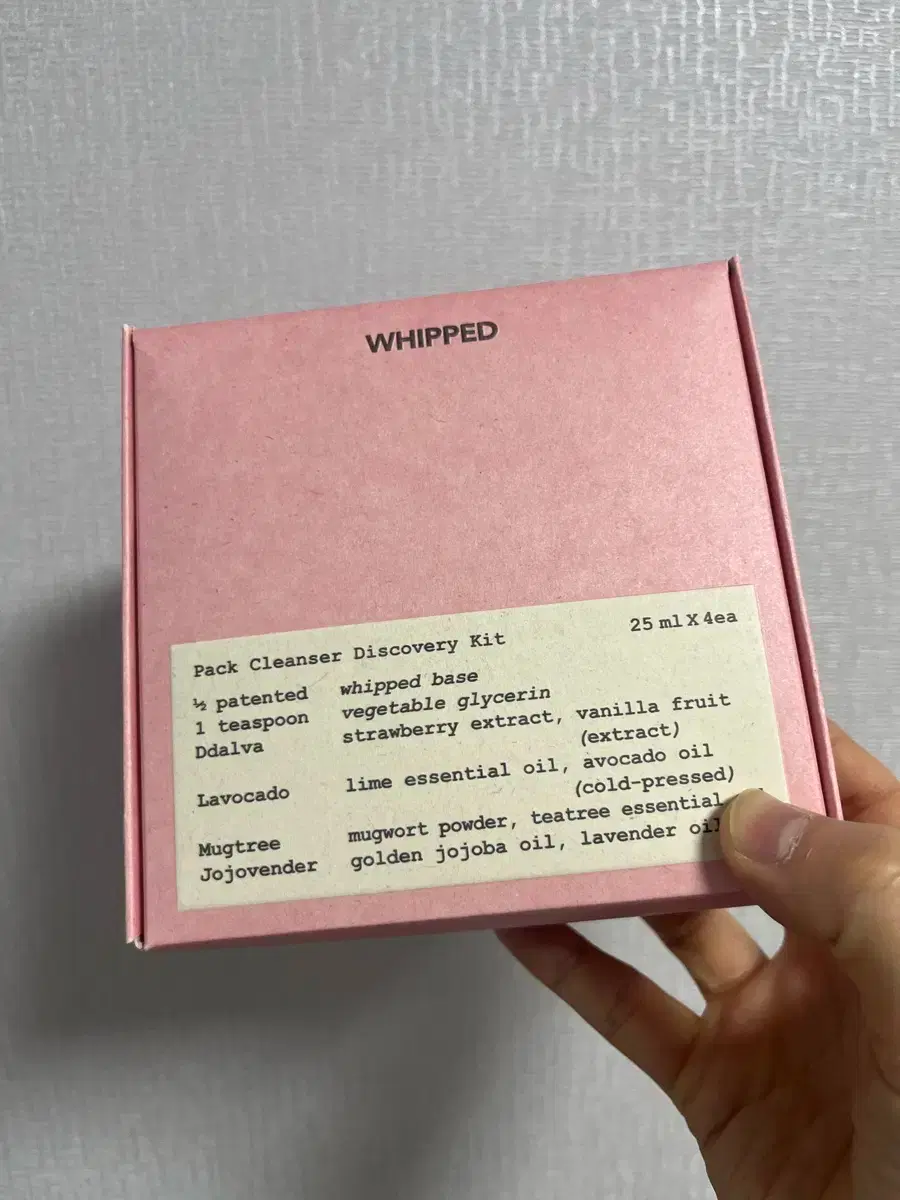 WHIPPED
Pack Cleanser Discovery Kit 25 ml X 4ea
½ patented whipped base
1 teaspoon vegetable glycerin
Ddalva strawberry extract, vanilla fruit
(extract)
Lavocado lime essential oil, avocado oil
(cold-pressed)
Mugtree mugwort powder, teatree essential
Jojovender golden jojoba oil, lavender oil